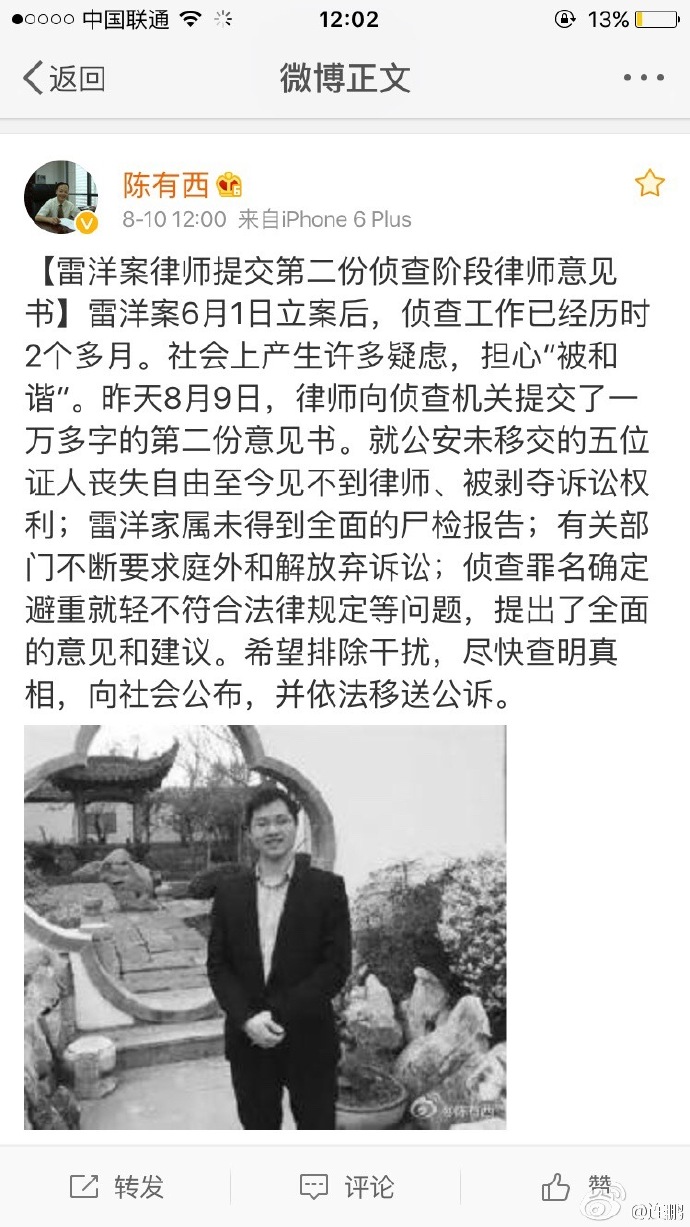 中国联通 12:02 13%
返回 微博正文
陈有西
8-10 12:00 来自iPhone 6 Plus
【雷洋案律师提交第二份侦查阶段律师意见
书】雷洋案6月1日立案后，侦查工作已经历时
2个多月。社会上产生许多疑虑，担心“被和
谐”。昨天8月9日，律师向侦查机关提交了一
万多字的第二份意见书。就公安未移交的五位
证人丧失自由至今见不到律师、被剥夺诉讼权
利；雷洋家属未得到全面的尸检报告；有关部
门不断要求庭外和解放弃诉讼；侦查罪名确定
避重就轻不符合法律规定等问题，提出了全面
的意见和建议。希望排除干扰，尽快查明真
相，向社会公布，并依法移送公诉。
@陈有西
转发 评论 赞
@连鹏